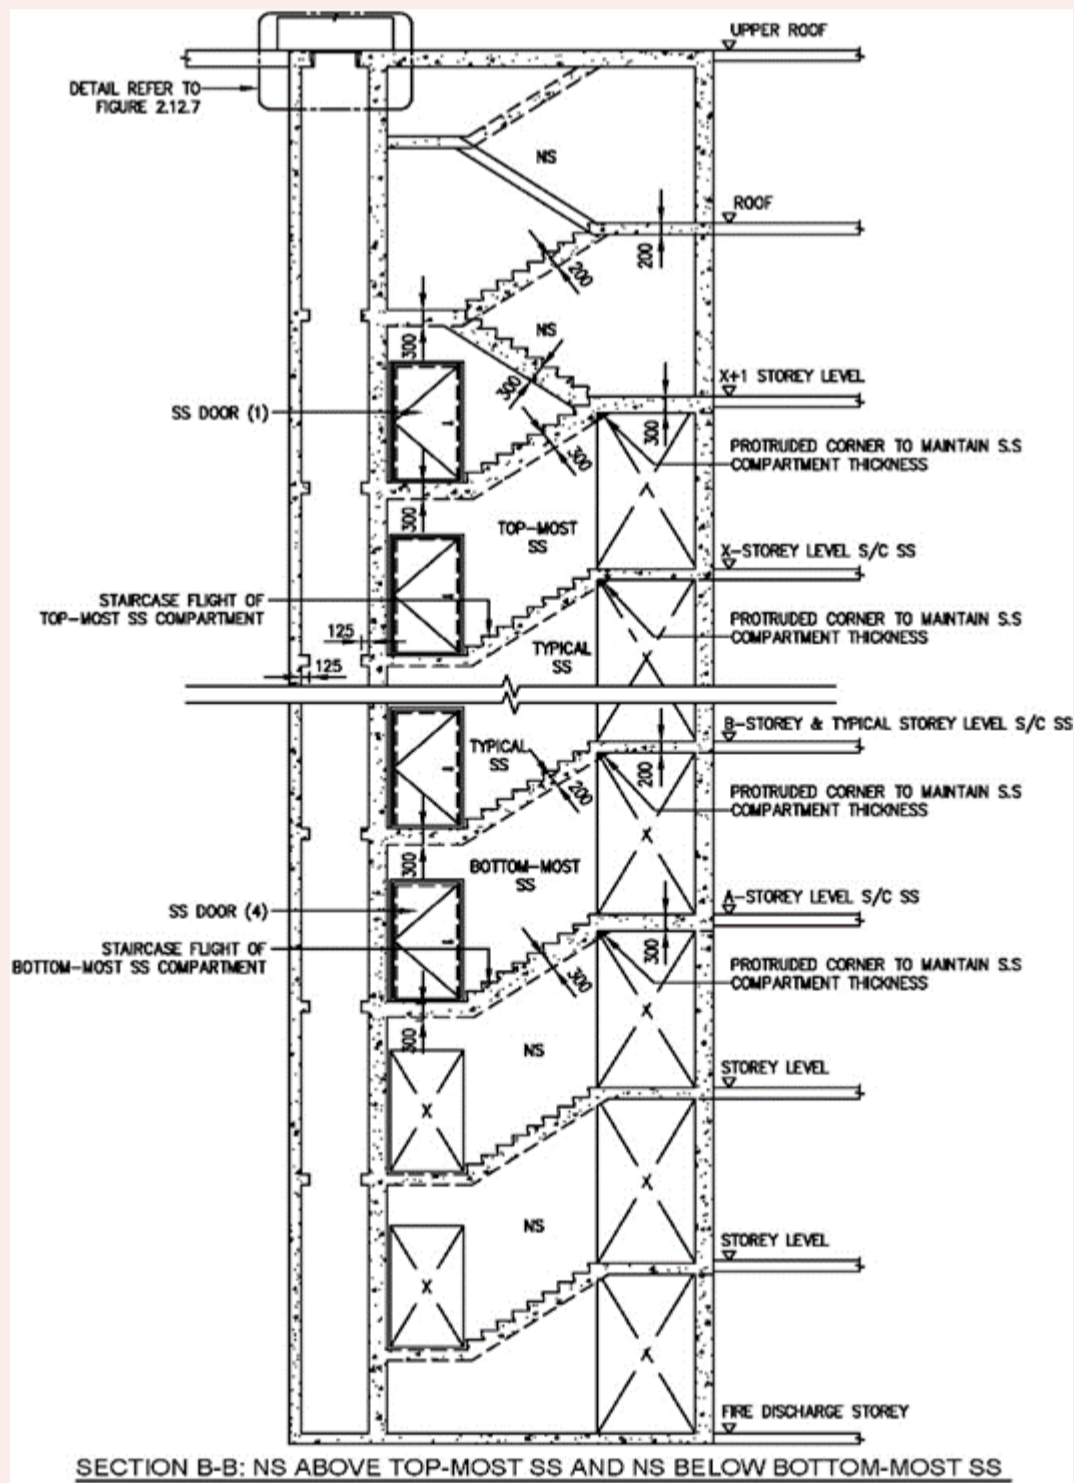 UPPER ROOF
DETAIL REFER TO
FIGURE 2.12.7
NS
ROOF
200
200
NS
300
300
X+1 STOREY LEVEL
SS DOOR (1)
300
300
PROTRUDED CORNER TO MAINTAIN S.S
COMPARTMENT THICKNESS
300
TOP-MOST
SS
X-STOREY LEVEL S/C SS
STAIRCASE FLIGHT OF
TOP-MOST SS COMPARTMENT
PROTRUDED CORNER TO MAINTAIN S.S
COMPARTMENT THICKNESS
125
TYPICAL
SS
X
125
B-STOREY & TYPICAL STOREY LEVEL S/C SS
TYPICAL
SS
200
200
PROTRUDED CORNER TO MAINTAIN S.S
COMPARTMENT THICKNESS
X
300
BOTTOM-MOST
SS
A-STOREY LEVEL S/C SS
SS DOOR (4)
300
STAIRCASE FLIGHT OF
BOTTOM-MOST SS COMPARTMENT
300
PROTRUDED CORNER TO MAINTAIN S.S
COMPARTMENT THICKNESS
X
300
NS
STOREY LEVEL
X
X
NS
STOREY LEVEL
X
X
FIRE DISCHARGE STOREY
SECTION B-B: NS ABOVE TOP-MOST SS AND NS BELOW BOTTOM-MOST SS